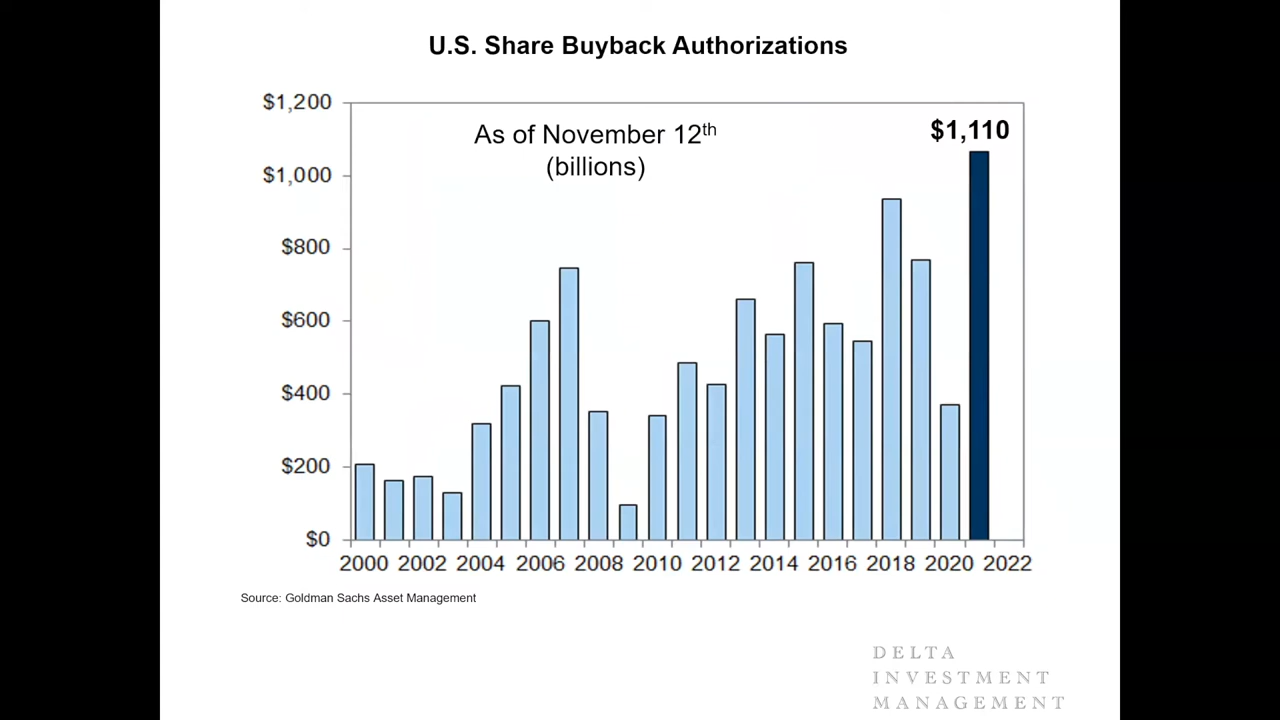 U.S. Share Buyback Authorizations
$1,200
As of November 12th
(billions)
$1,110
$1,000
$800
$600
$400
$200
$0
2000 2002 2004 2006 2008 2010 2012 2014 2016 2018 2020 2022
Source: Goldman Sachs Asset Management
DELTA
INVESTMENT
MANAGEMENT